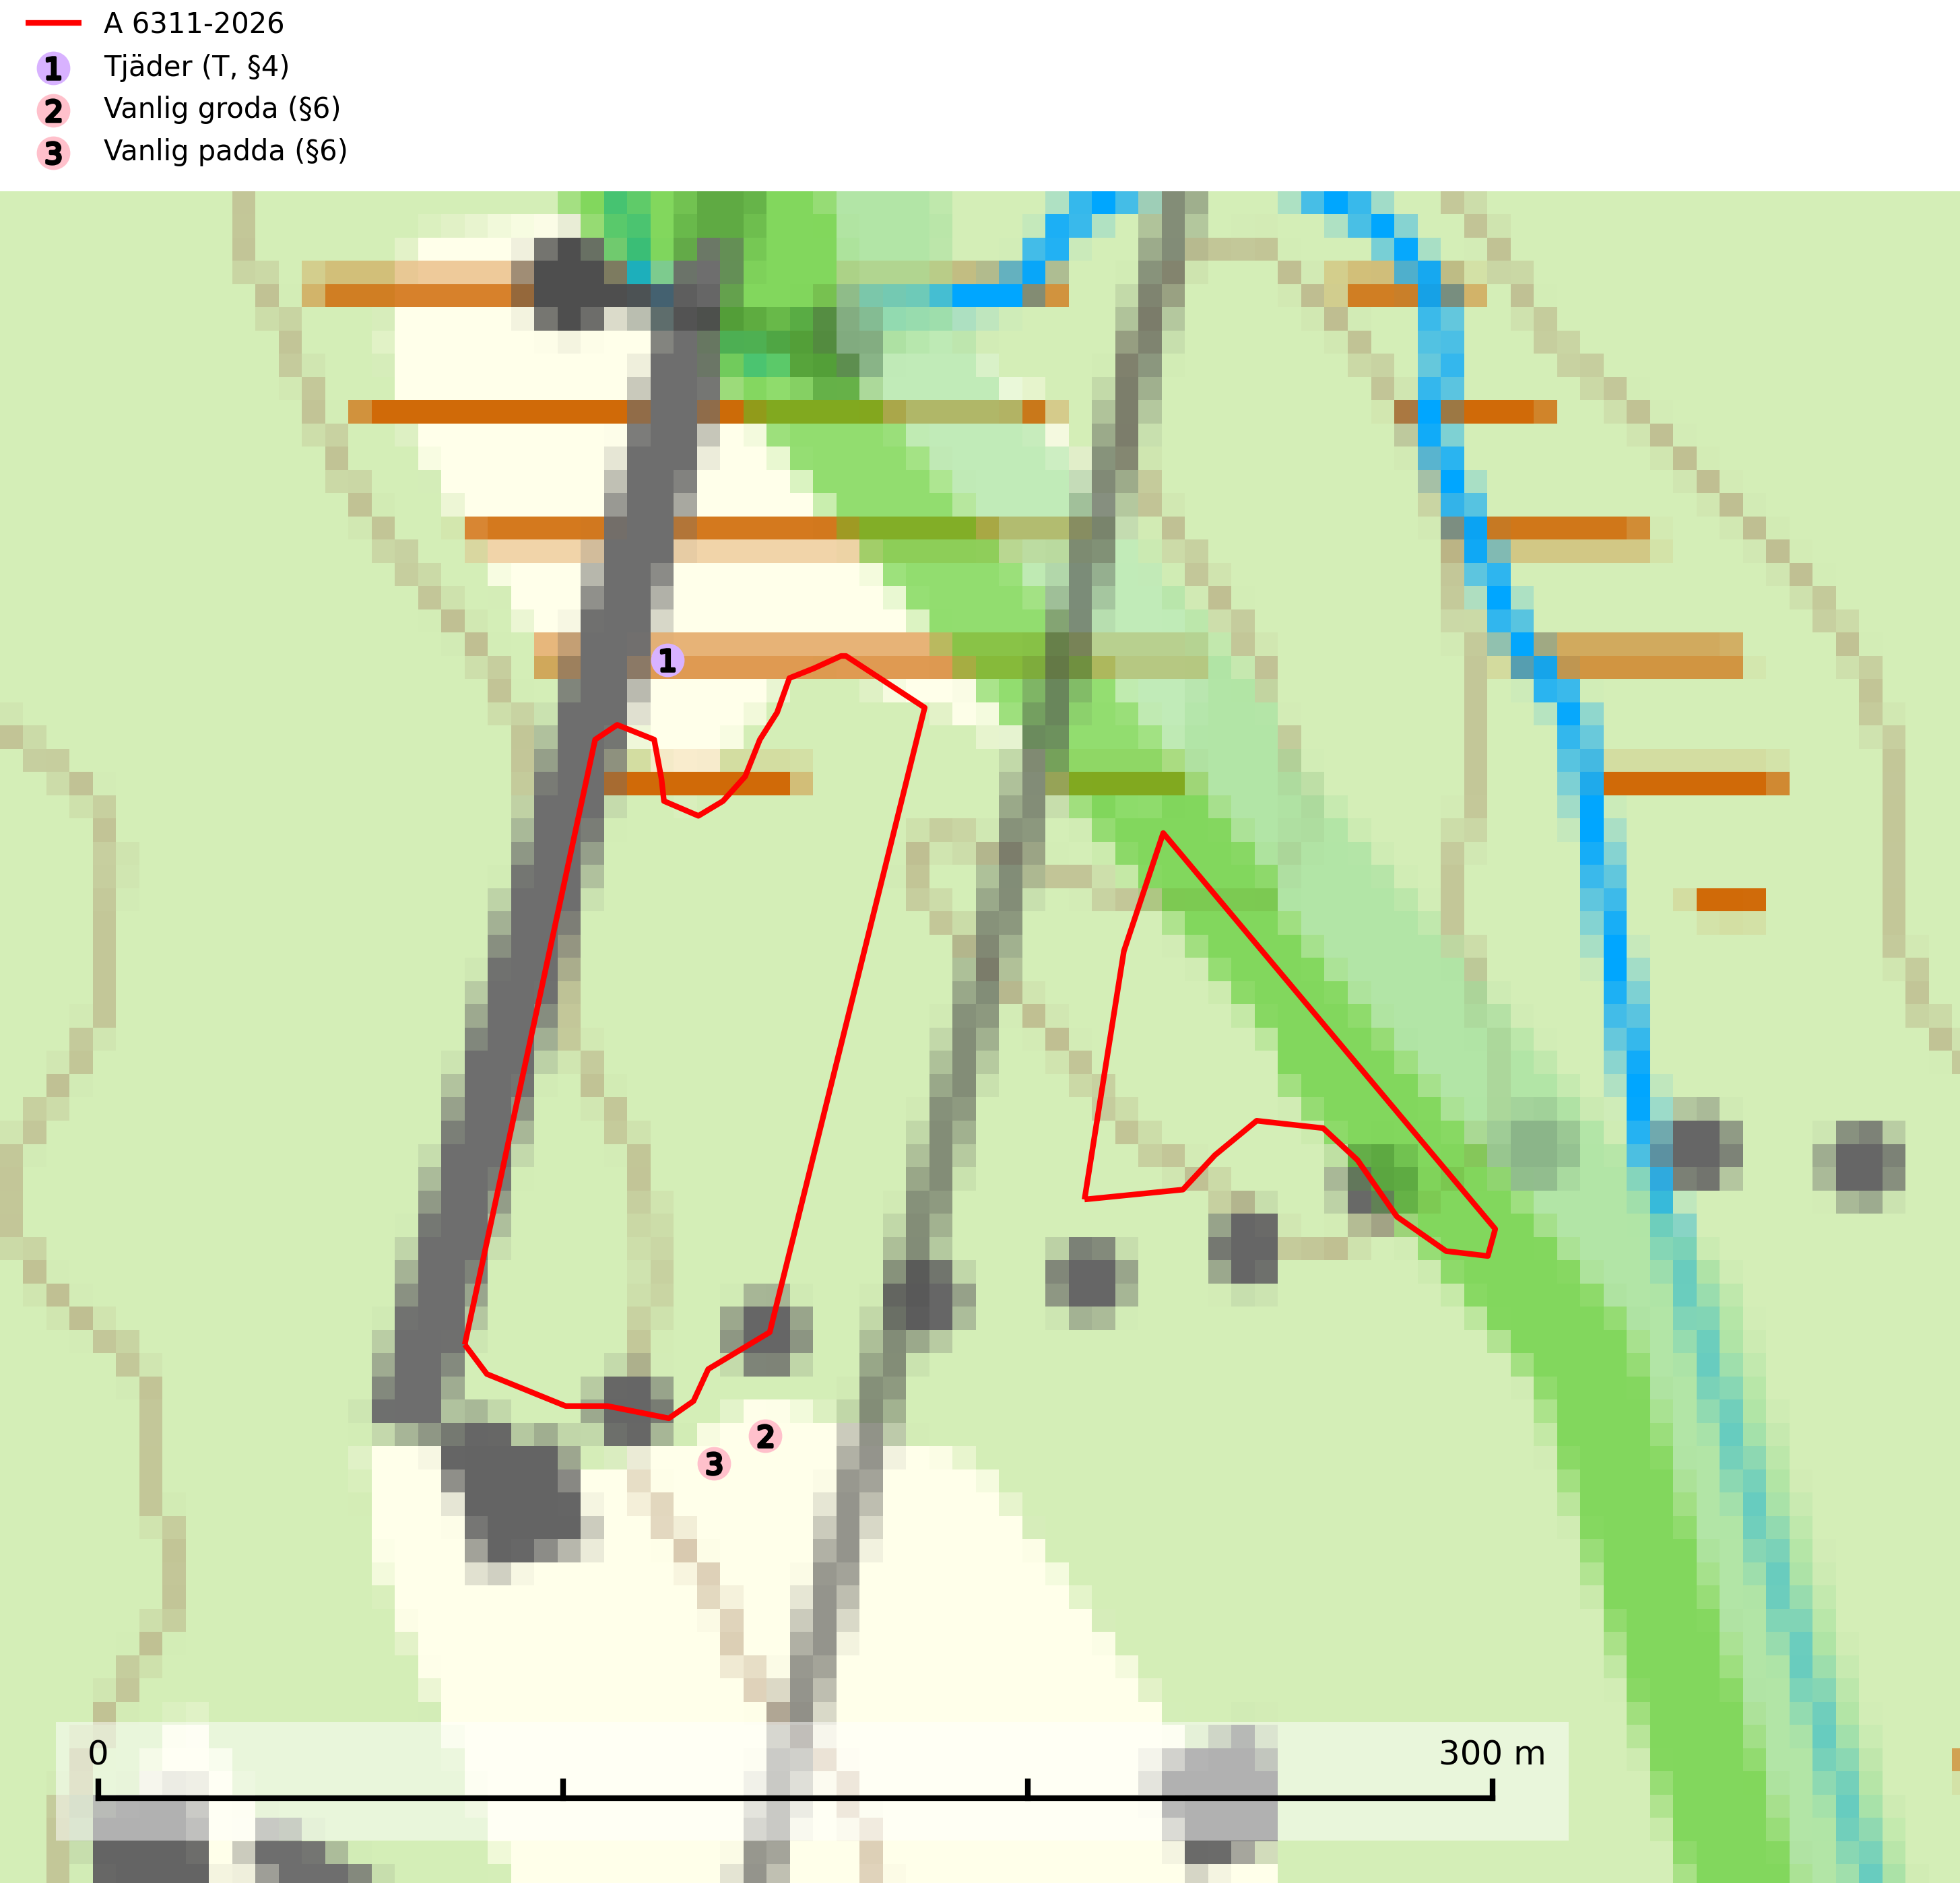 A 6311-2026
1 Tjäder (T, §4)
2 Vanlig groda (§6)
3 Vanlig padda (§6)
1
2
3
0 300 m